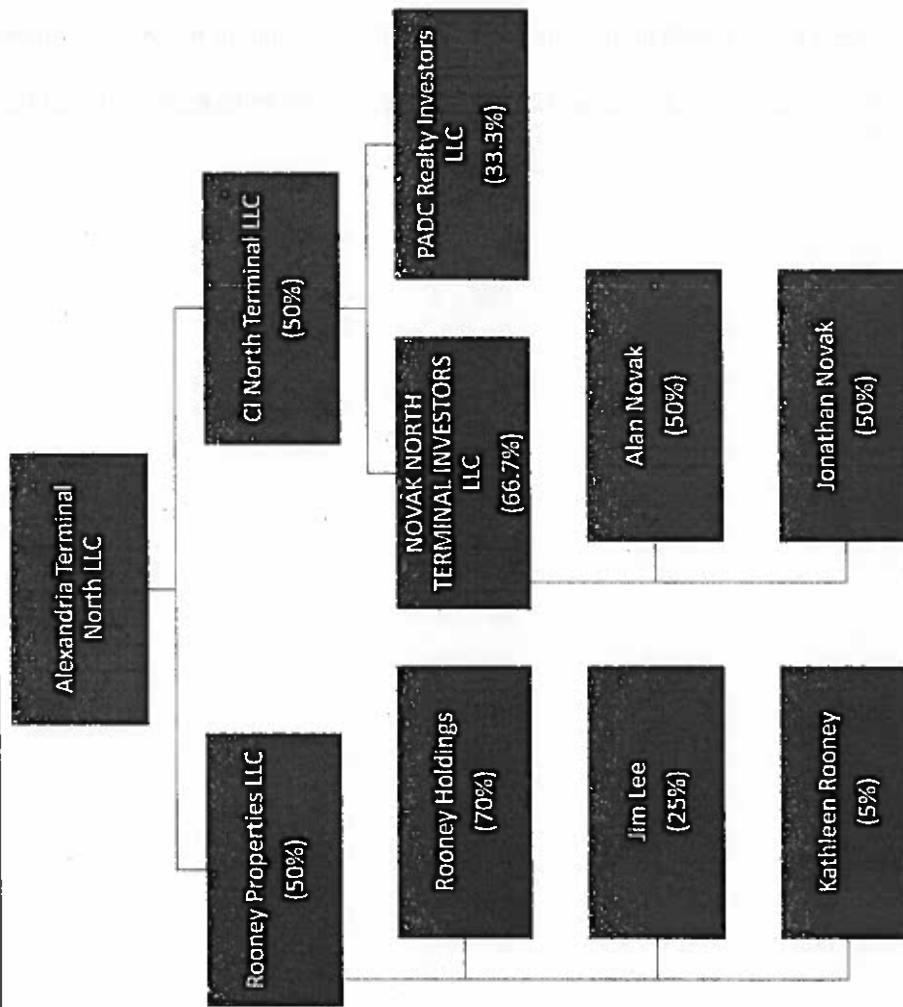 Alexandria Terminal
North LLC
Rooney Properties LLC
(50%)
CI North Terminal LLC
(50%)
Rooney Holdings
(70%)
Jim Lee
(25%)
Kathleen Rooney
(5%)
NOVAK NORTH
TERMINAL INVESTORS
LLC
(66.7%)
PADC Realty Investors
LLC
(33.3%)
Alan Novak
(50%)
Jonathan Novak
(50%)